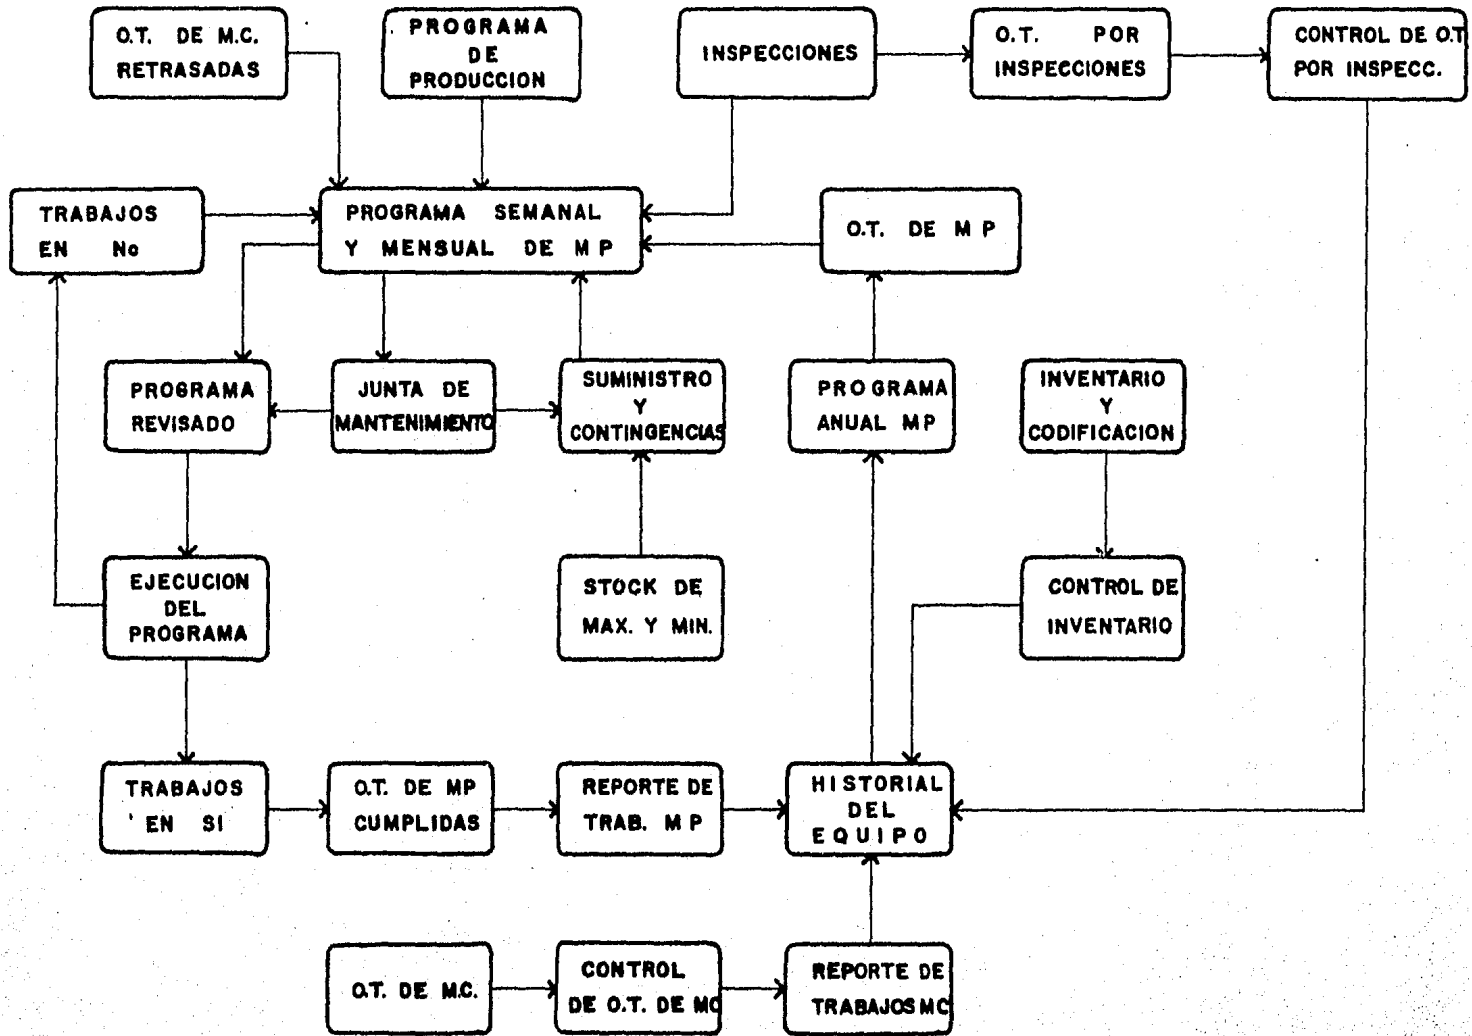 O.T. DE M.C.
RETRASADAS
PROGRAMA
DE
PRODUCCION
INSPECCIONES
O.T. POR
INSPECCIONES
CONTROL DE O.T
POR INSPECC.
TRABAJOS
EN No
PROGRAMA SEMANAL
Y MENSUAL DE M P
O.T. DE M P
PROGRAMA
REVISADO
JUNTA DE
MANTENIMIENTO
SUMINISTRO
Y
CONTINGENCIAS
PROGRAMA
ANUAL M P
INVENTARIO
Y
CODIFICACION
EJECUCION
DEL
PROGRAMA
STOCK DE
MAX. Y MIN.
CONTROL DE
INVENTARIO
TRABAJOS
EN SI
O.T. DE MP
CUMPLIDAS
REPORTE DE
TRAB. M P
HISTORIAL
DEL
EQUIPO
O.T. DE M.C.
CONTROL
DE O.T. DE MC
REPORTE DE
TRABAJOS MC